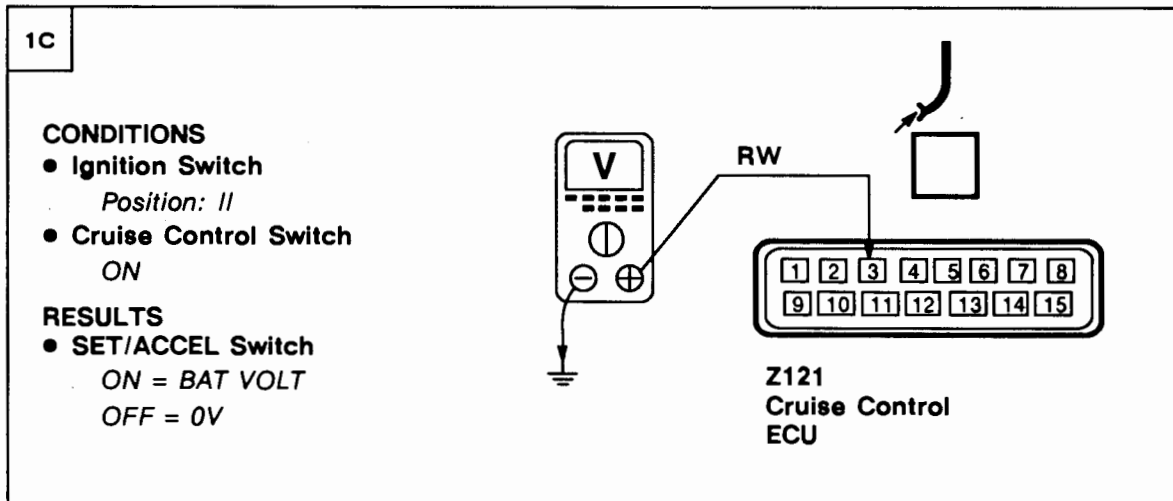 1C
CONDITIONS
● Ignition Switch
Position: II
● Cruise Control Switch
ON
RESULTS
● SET/ACCEL Switch
ON = BAT VOLT
OFF = 0V
V
RW
1 2 3 4 5 6 7 8
9 10 11 12 13 14 15
Z121
Cruise Control
ECU